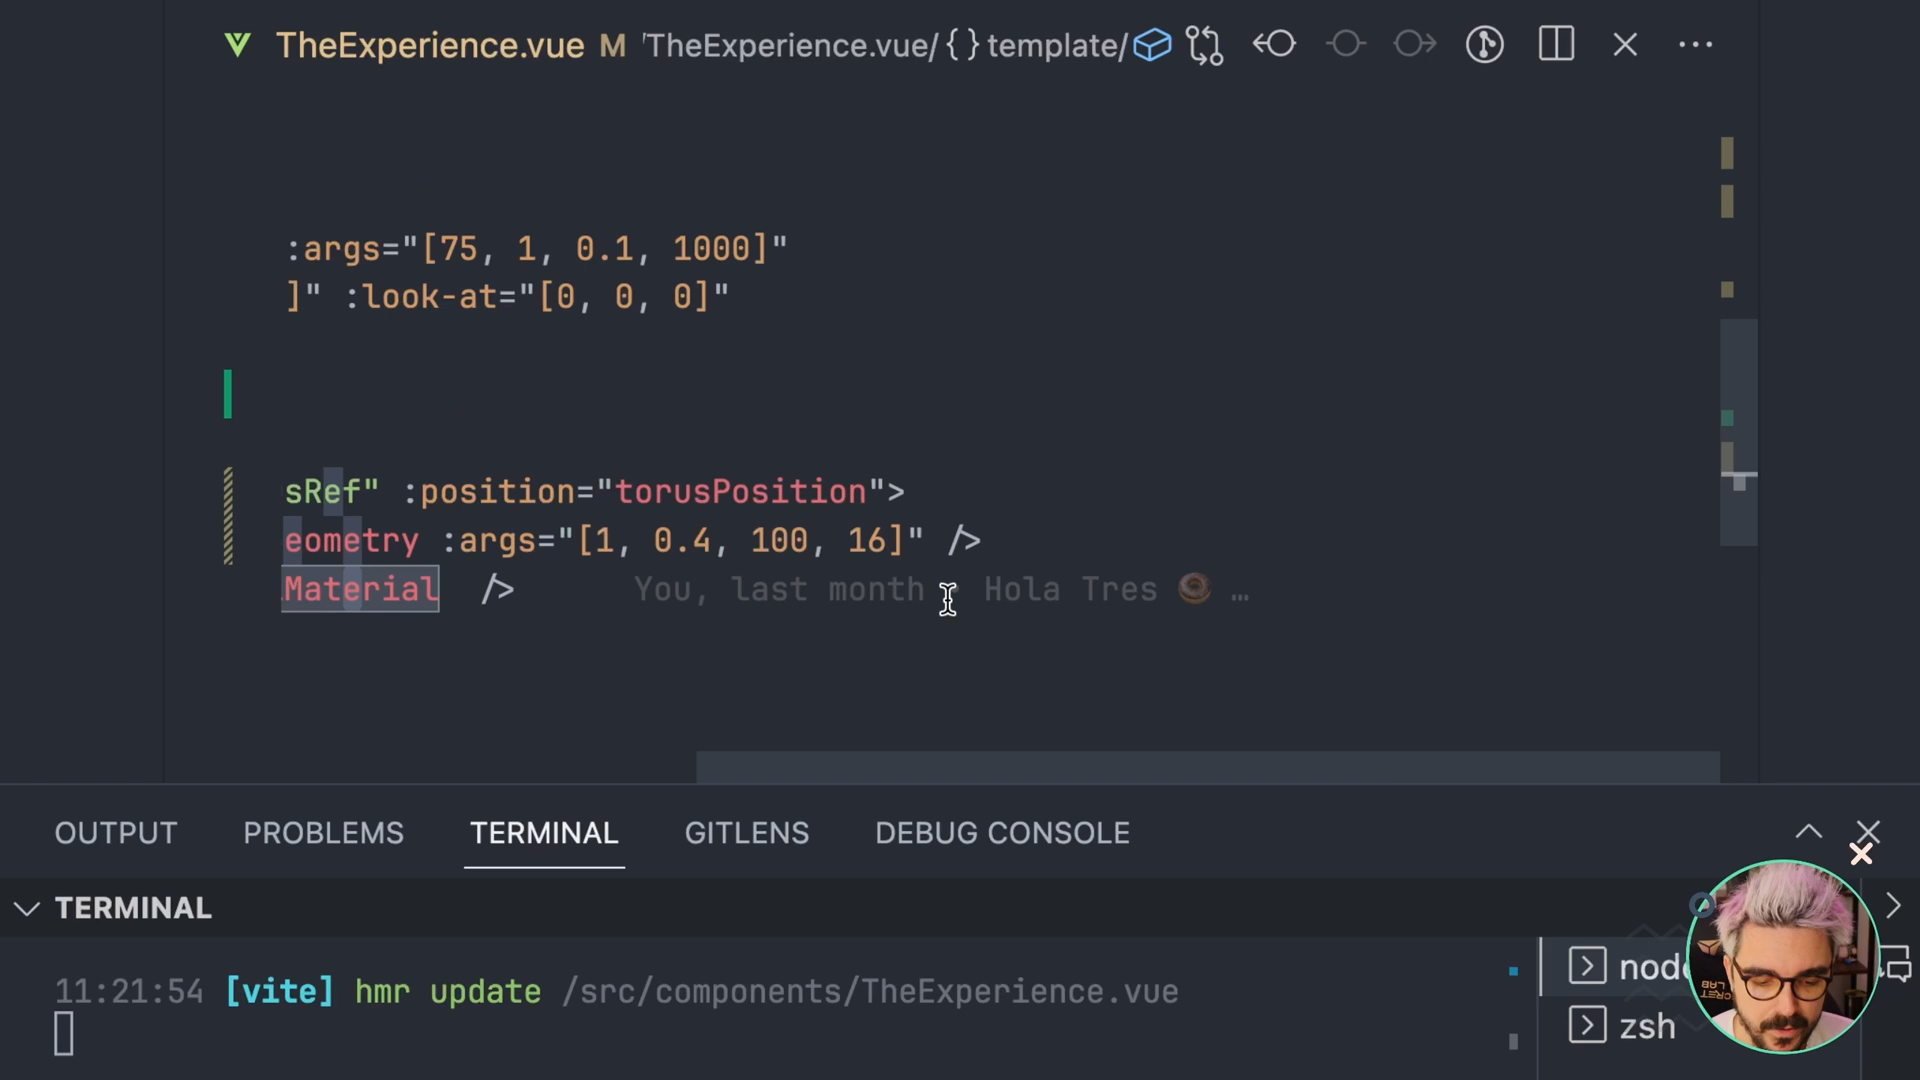 TheExperience.vue M 'TheExperience.vue/ {} template/
:args="[75, 1, 0.1, 1000]"
]" :look-at="[0, 0, 0]"
sRef" :position="torusPosition">
eometry :args="[1, 0.4, 100, 16]" />
Material /> You, last month Hola Tres 🍩 …
OUTPUT PROBLEMS TERMINAL GITLENS DEBUG CONSOLE
TERMINAL
11:21:54 [vite] hmr update /src/components/TheExperience.vue
node
zsh